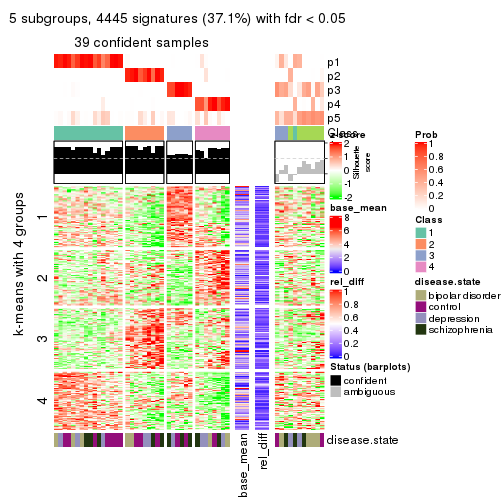 5 subgroups, 4445 signatures (37.1%) with fdr < 0.05
39 confident samples
p1
p2
p3
p4
p5
Class
z-score
2
1
0
-1
-2
Silhouette
score
base_mean
8
6
4
2
0
rel_diff
1
0.8
0.6
0.4
0.2
0
Status (barplots)
confident
ambiguous
Prob
1
0.8
0.6
0.4
0.2
0
Class
1
2
3
4
disease.state
bipolar disorder
control
depression
schizophrenia
k-means with 4 groups
1
2
3
4
disease.state
base_mean
rel_diff